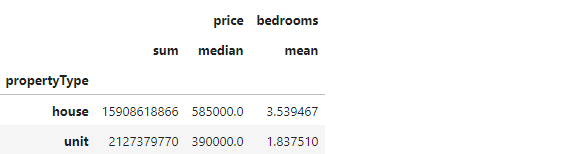 price bedrooms
sum median mean
propertyType
house 15908618866 585000.0 3.539467
unit 2127379770 390000.0 1.837510